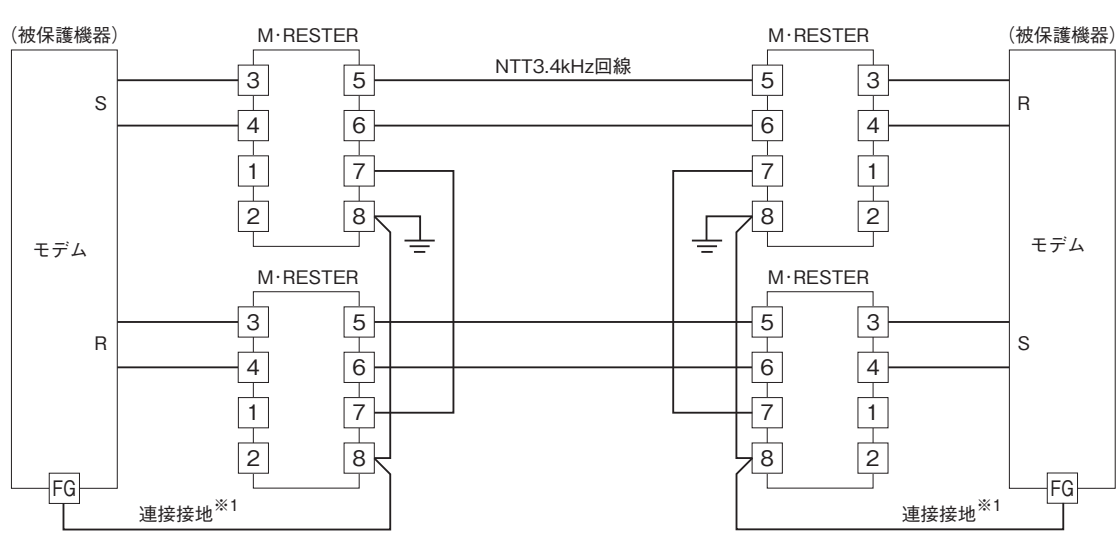 (被保護機器) M·RESTER M·RESTER (被保護機器)
3 5 NTT3.4kHz回線 5 3
S R
4 6 6 4
1 7 7 1
2 8 8 2
モデム モデム
M·RESTER M·RESTER
3 5 5 3
R S
4 6 6 4
1 7 7 1
2 8 8 2
FG FG
連接接地※1 連接接地※1